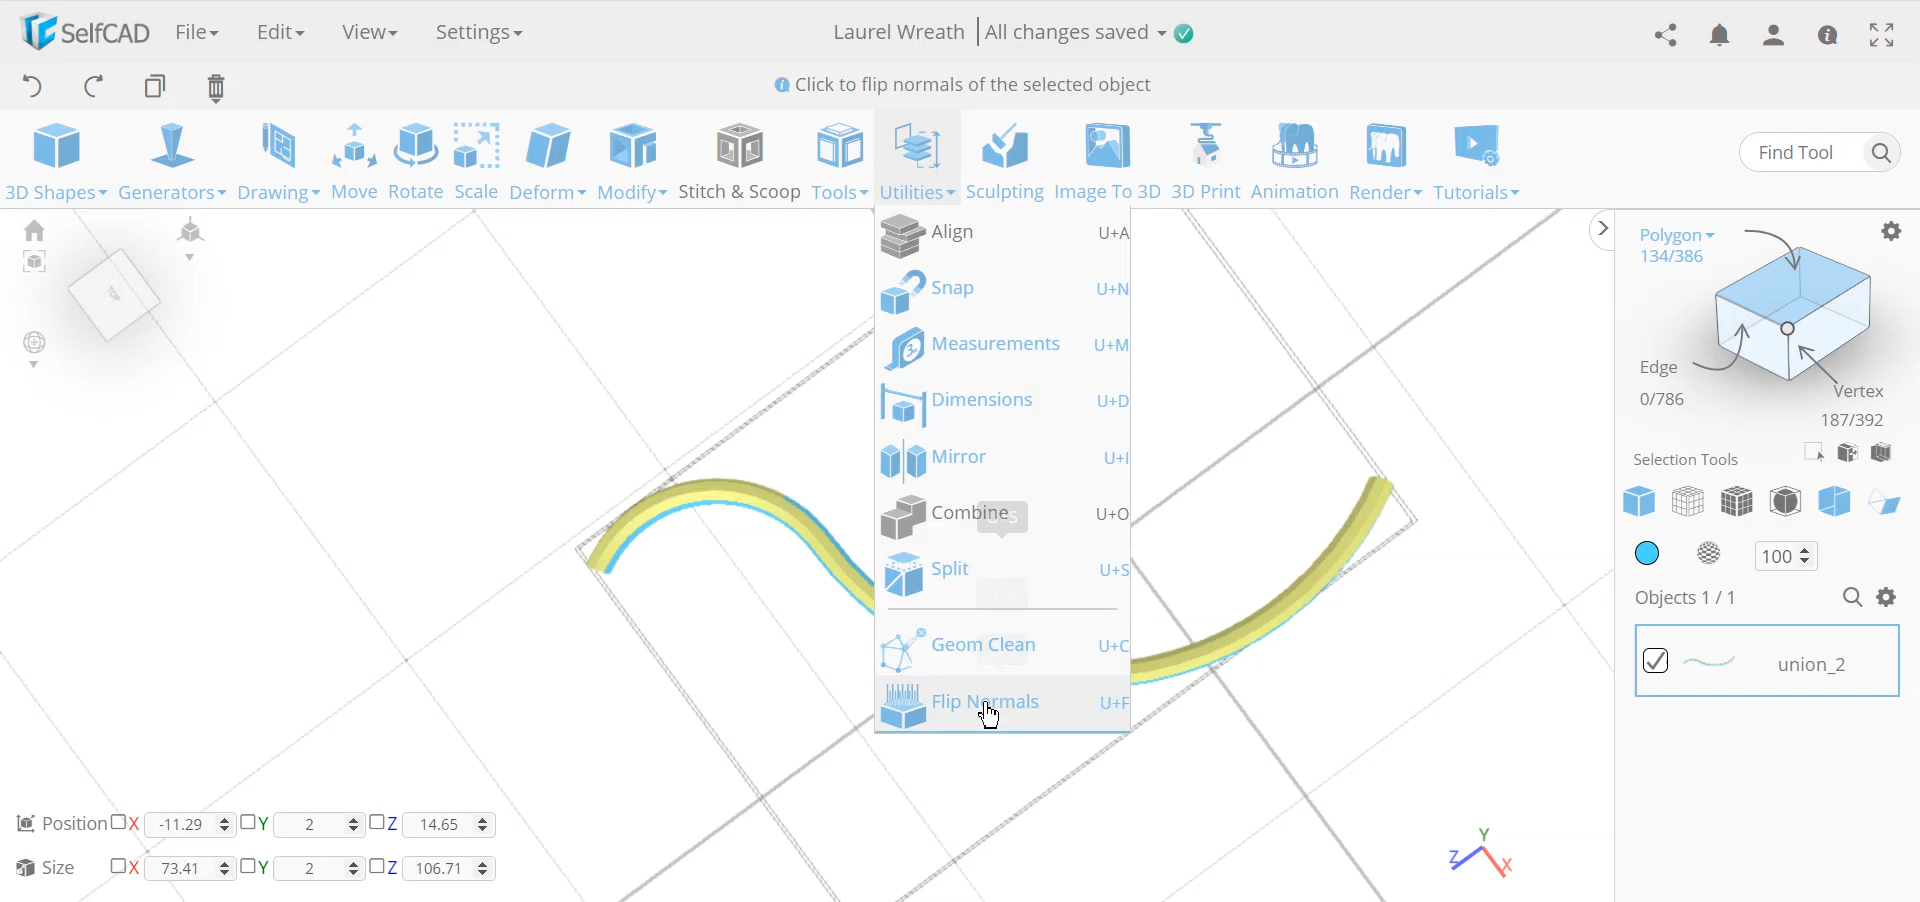 SelfCAD File Edit View Settings Laurel Wreath All changes saved
Click to flip normals of the selected object
3D Shapes Generators Drawing Move Rotate Scale Deform Modify Stitch & Scoop Tools Utilities Sculpting Image To 3D 3D Print Animation Render Tutorials Find Tool
Align U+A
Snap U+N
Measurements U+M
Dimensions U+D
Mirror U+I
Combine U+O
Split U+S
Geom Clean U+C
Flip Normals U+F
TOP
Polygon
134/386
Edge
0/786
Vertex
187/392
Selection Tools
100
Objects 1 / 1
union_2
Position X -11.29 Y 2 Z 14.65
Size X 73.41 Y 2 Z 106.71
Y
Z
X